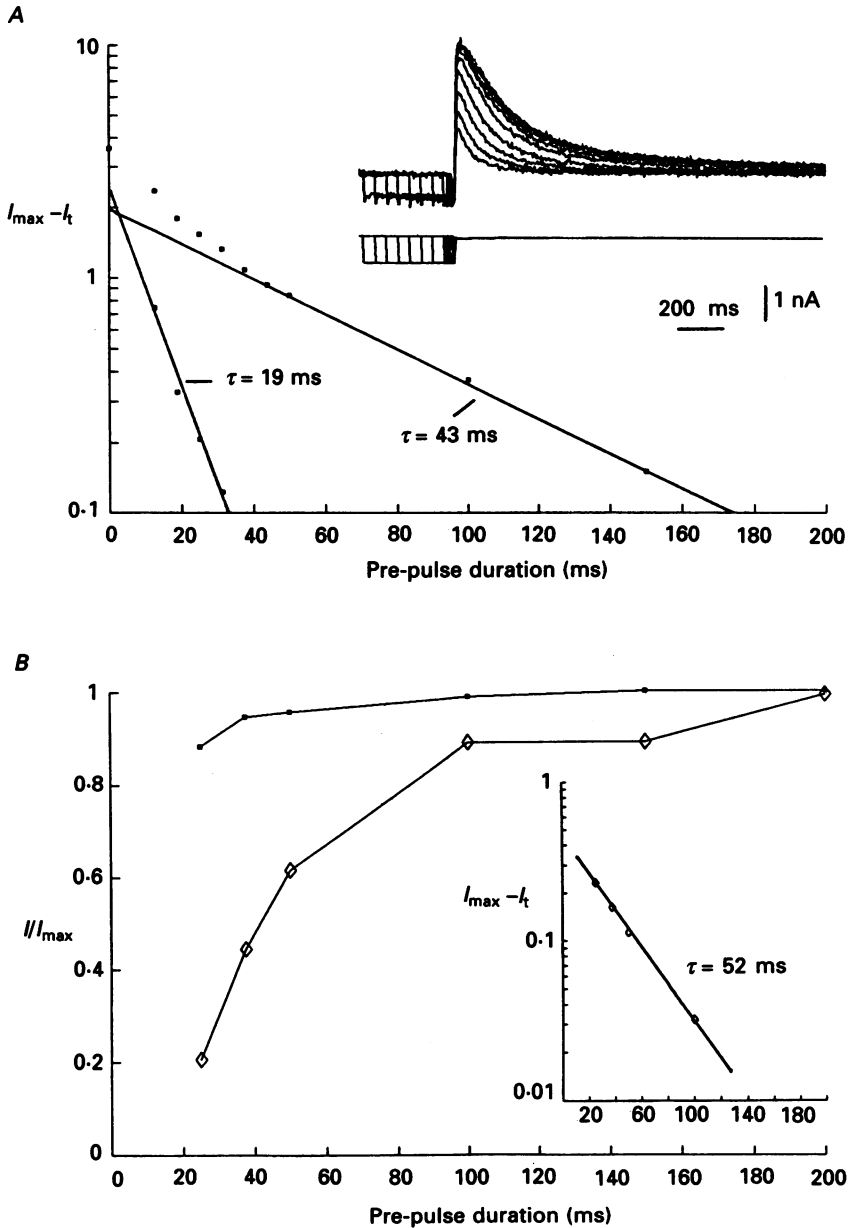 A
10
I_max – I_t
1
0·1
τ = 19 ms
τ = 43 ms
200 ms
1 nA
0 20 40 60 80 100 120 140 160 180 200
Pre-pulse duration (ms)
B
1
0·8
0·6
I/I_max
0·4
0·2
0
0 20 40 60 80 100 120 140 160 180 200
Pre-pulse duration (ms)
1
I_max – I_t
0·1
τ = 52 ms
0·01
20 60 100 140 180